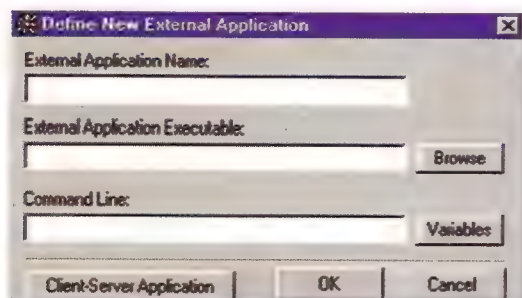 Define New External Application
External Application Name:
External Application Executable:
Browse
Command Line:
Variables
Client-Server Application
OK
Cancel